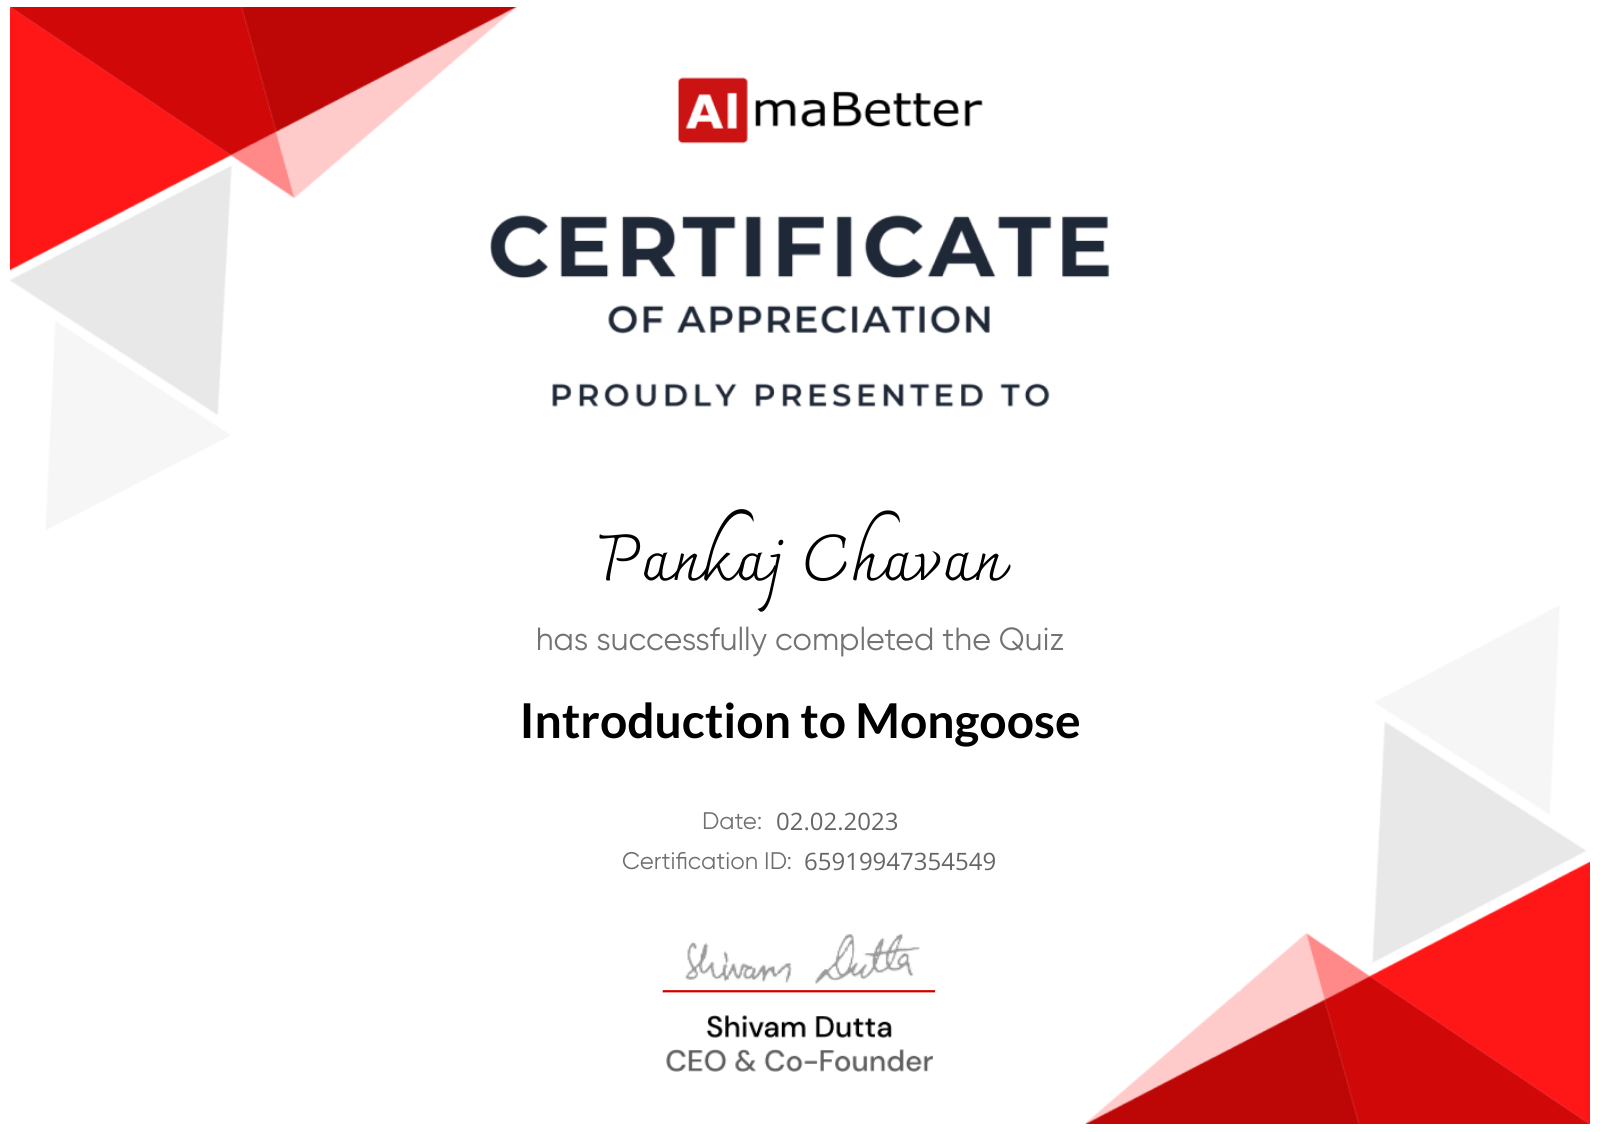 AlmaBetter
CERTIFICATE
OF APPRECIATION
PROUDLY PRESENTED TO
Pankaj Chavan
has successfully completed the Quiz
Introduction to Mongoose
Date: 02.02.2023
Certification ID: 65919947354549
Shivam Dutta
Shivam Dutta
CEO & Co-Founder